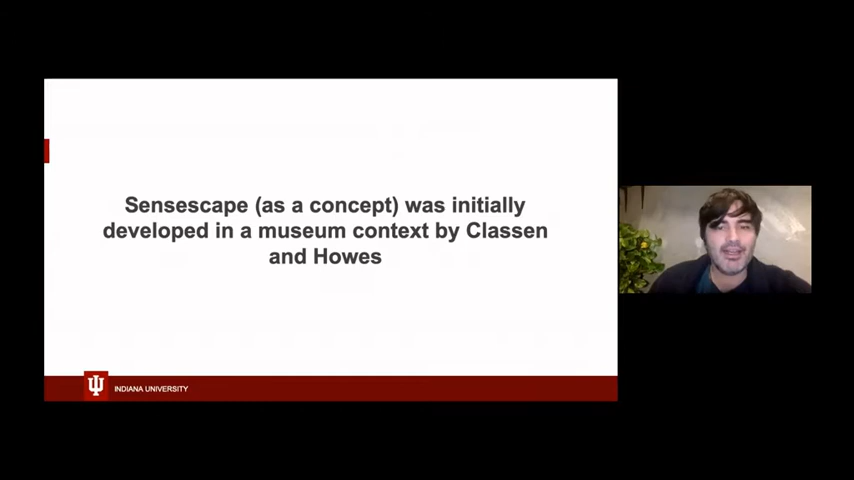 Sensescape (as a concept) was initially
developed in a museum context by Classen
and Howes
INDIANA UNIVERSITY